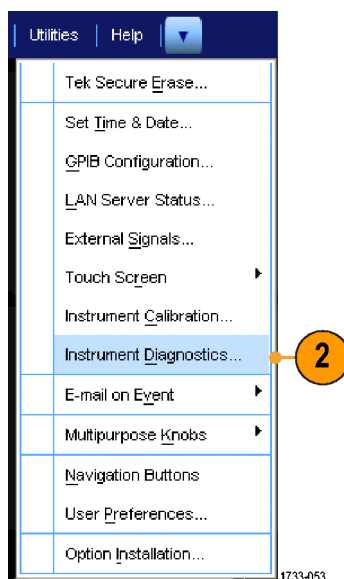 Utilities | Help
Tek Secure Erase...
Set Time & Date...
GPIB Configuration...
LAN Server Status...
External Signals...
Touch Screen
Instrument Calibration...
Instrument Diagnostics...
2
E-mail on Event
Multipurpose Knobs
Navigation Buttons
User Preferences...
Option Installation...
1733-053